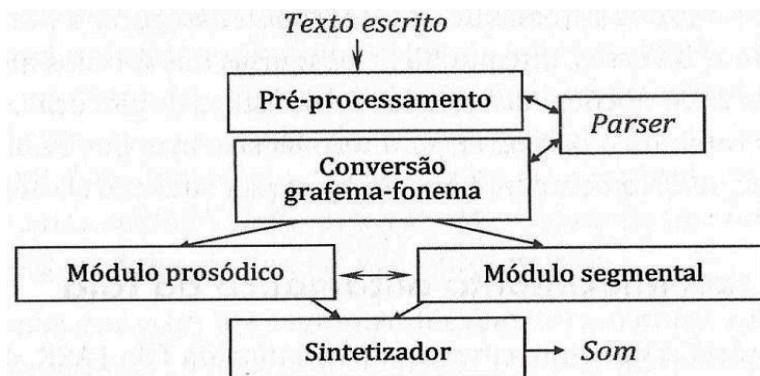 Texto escrito
Pré-processamento
Parser
Conversão
grafema-fonema
Módulo prosódico
Módulo segmental
Sintetizador
Som